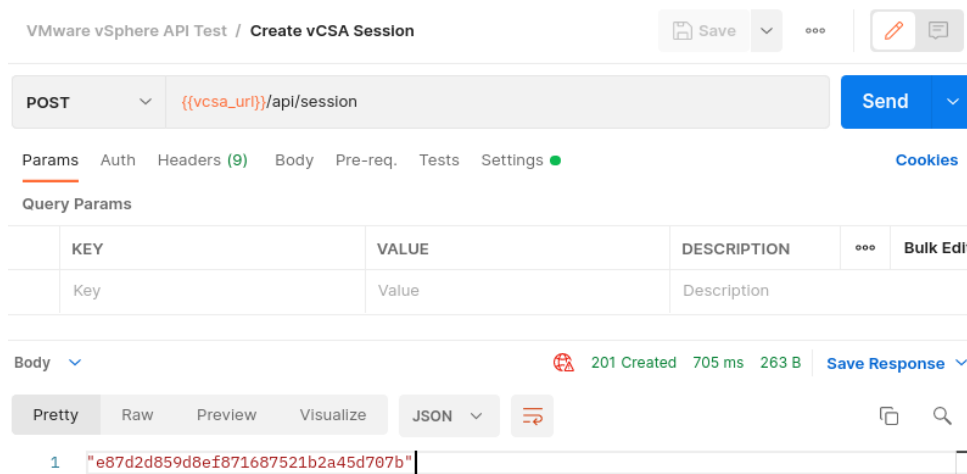 VMware vSphere API Test / Create vCSA Session Save
POST {{vcsa_url}}/api/session Send
Params Auth Headers (9) Body Pre-req. Tests Settings Cookies
Query Params
KEY VALUE DESCRIPTION Bulk Edi
Key Value Description
Body 201 Created 705 ms 263 B Save Response
Pretty Raw Preview Visualize JSON
1 "e87d2d859d8ef871687521b2a45d707b"